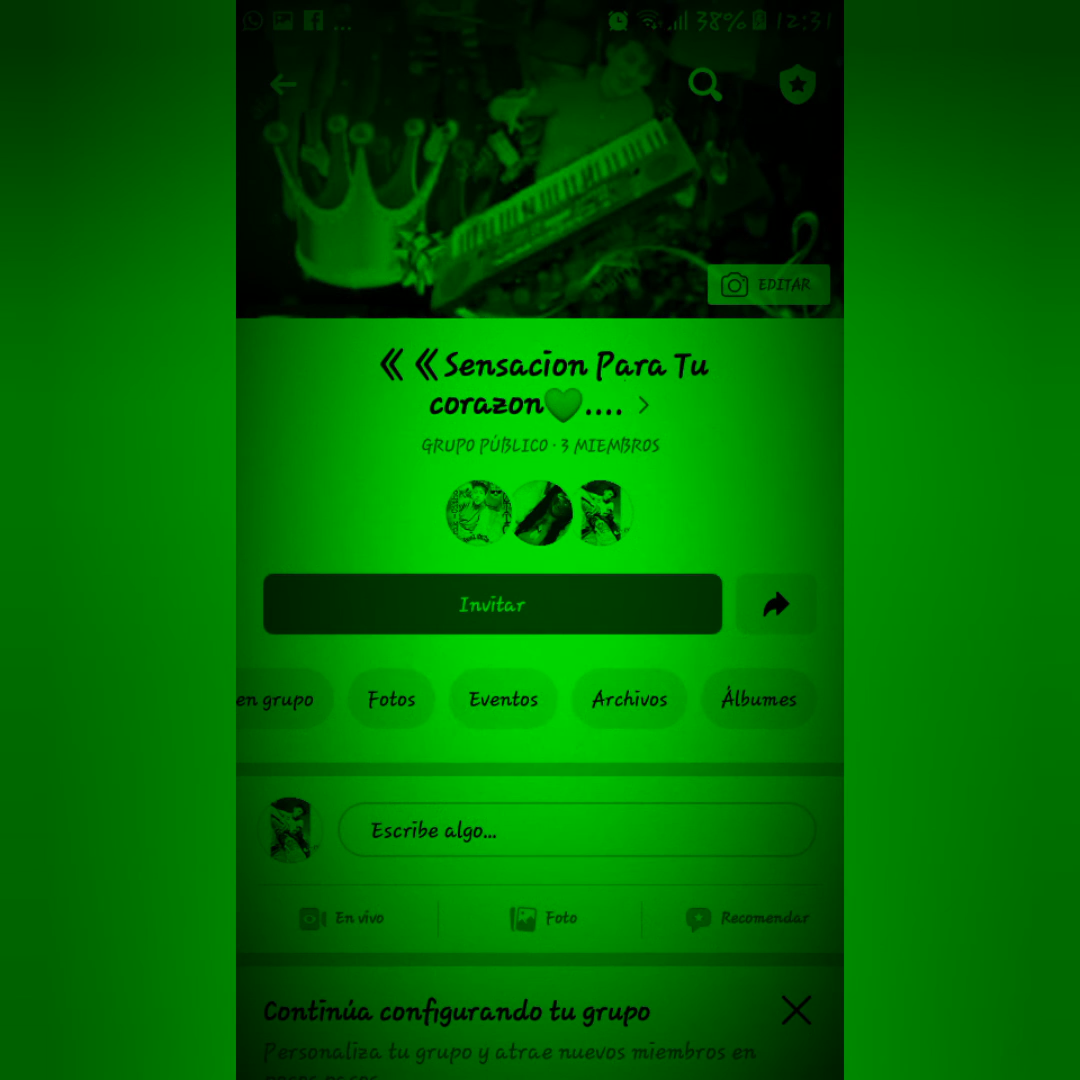 ... 38% 12:31
EDITAR
《《Sensacion Para Tu
corazon💚.... >
GRUPO PÚBLICO · 3 MIEMBROS
Invitar
en grupo Fotos Eventos Archivos Álbumes
Escribe algo...
En vivo Foto Recomendar
Continúa configurando tu grupo
Personaliza tu grupo y atrae nuevos miembros en